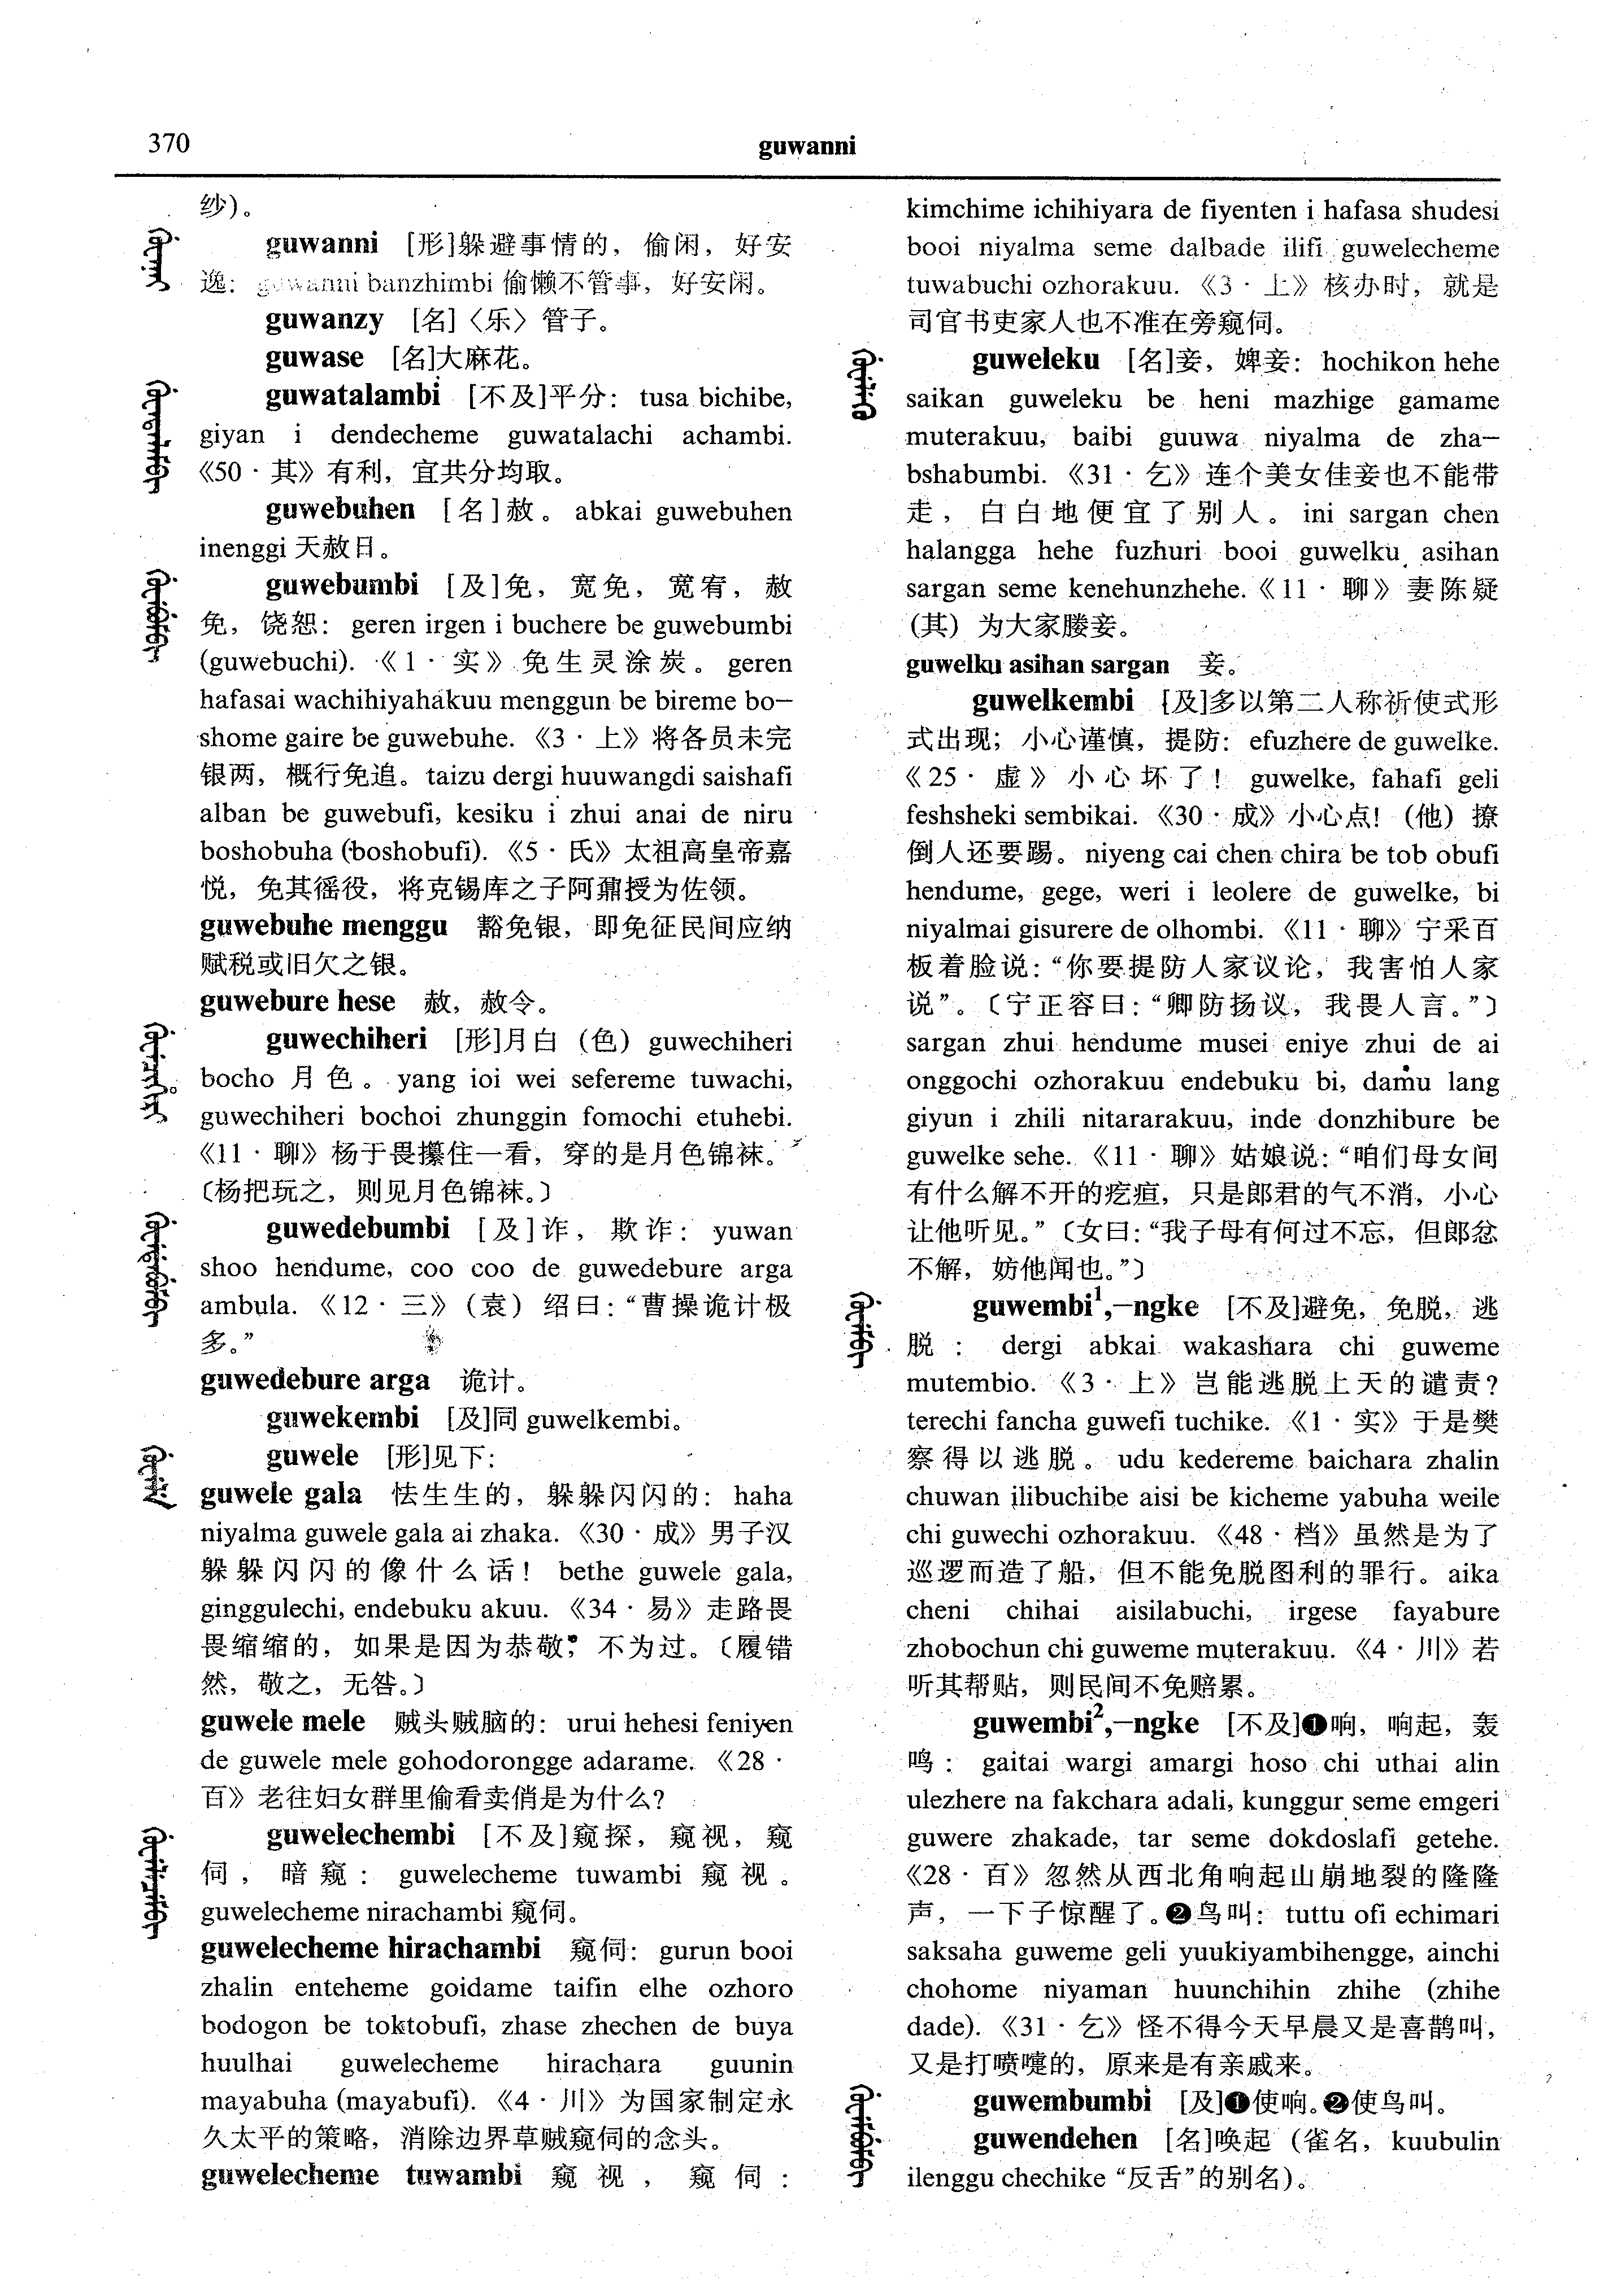 370
guwanni
纱)。
guwanni [形]躲避事情的，偷闲，好安
逸：guwanni banzhimbi 偷懒不管事，好安闲。
guwanzy [名]〈乐〉管子。
guwase [名]大麻花。
guwatalambi [不及]平分：tusa bichibe,
giyan i dendecheme guwatalachi achambi.
《50·其》有利，宜共分均取。
guwebuhen [名]赦。abkai guwebuhen
inenggi 天赦日。
guwebumbi [及]免，宽免，宽宥，赦
免，饶恕：geren irgen i buchere be guwebumbi
(guwebuchi). 《1·实》免生灵涂炭。geren
hafasai wachihiyahakuu menggun be bireme bo-
shome gaire be guwebuhe. 《3·上》将各员未完
银两，概行免追。taizu dergi huuwangdi saishafi
alban be guwebufi, kesiku i zhui anai de niru
boshobuha (boshobufi). 《5·氏》太祖高皇帝嘉
悦，免其徭役，将克锡库之子阿鼐授为佐领。
guwebuhe menggu 豁免银，即免征民间应纳
赋税或旧欠之银。
guwebure hese 赦，赦令。
guwechiheri [形]月白（色）guwechiheri
bocho 月色。yang ioi wei sefereme tuwachi,
guwechiheri bochoi zhunggin fomochi etuhebi.
《11·聊》杨于畏攥住一看，穿的是月色锦袜。
〔杨把玩之，则见月色锦袜。〕
guwedebumbi [及]诈，欺诈：yuwan
shoo hendume, coo coo de guwedebure arga
ambula. 《12·三》（袁）绍曰：“曹操诡计极
多。”
guwedebure arga 诡计。
guwekembi [及]同 guwelkembi。
guwele [形]见下：
guwele gala 怯生生的，躲躲闪闪的：haha
niyalma guwele gala ai zhaka. 《30·成》男子汉
躲躲闪闪的像什么话！bethe guwele gala,
ginggulechi, endebuku akuu. 《34·易》走路畏
畏缩缩的，如果是因为恭敬，不为过。〔履错
然，敬之，无咎。〕
guwele mele 贼头贼脑的：urui hehesi feniyen
de guwele mele gohodorongge adarame. 《28·
百》老往妇女群里偷看卖俏是为什么？
guwelechembi [不及]窥探，窥视，窥
伺，暗窥：guwelecheme tuwambi 窥视。
guwelecheme nirachambi 窥伺。
guwelecheme hirachambi 窥伺：gurun booi
zhalin enteheme goidame taifin elhe ozhoro
bodogon be toktobufi, zhase zhechen de buya
huulhai guwelecheme hirachara guunin
mayabuha (mayabufi). 《4·川》为国家制定永
久太平的策略，消除边界草贼窥伺的念头。
guwelecheme tuwambi 窥视，窥伺：
kimchime ichihiyara de fiyenten i hafasa shudesi
booi niyalma seme dalbade ilifi guwelecheme
tuwabuchi ozhorakuu. 《3·上》核办时，就是
司官书吏家人也不准在旁窥伺。
guweleku [名]妾，婢妾：hochikon hehe
saikan guweleku be heni mazhige gamame
muterakuu, baibi guuwa niyalma de zha-
bshabumbi. 《31·乞》连个美女佳妾也不能带
走，白白地便宜了别人。ini sargan chen
halangga hehe fuzhuri booi guwelku asihan
sargan seme kenehunzhehe. 《11·聊》妻陈疑
（其）为大家媵妾。
guwelku asihan sargan 妾。
guwelkembi [及]多以第二人称祈使式形
式出现；小心谨慎，提防：efuzhere de guwelke.
《25·虚》小心坏了！guwelke, fahafi geli
feshsheki sembikai. 《30·成》小心点！（他）撩
倒人还要踢。niyeng cai chen chira be tob obufi
hendume, gege, weri i leolere de guwelke, bi
niyalmai gisurere de olhombi. 《11·聊》宁采百
板着脸说：“你要提防人家议论，我害怕人家
说”。〔宁正容曰：“卿防扬议，我畏人言。”〕
sargan zhui hendume musei eniye zhui de ai
onggochi ozhorakuu endebuku bi, damu lang
giyun i zhili nitararakuu, inde donzhibure be
guwelke sehe. 《11·聊》姑娘说：“咱们母女间
有什么解不开的疙疸，只是郎君的气不消，小心
让他听见。”〔女曰：“我子母有何过不忘，但郎忿
不解，妨他闻也。”〕
guwembi¹,-ngke [不及]避免，免脱，逃
脱：dergi abkai wakashara chi guweme
mutembio. 《3·上》岂能逃脱上天的谴责？
terechi fancha guwefi tuchike. 《1·实》于是樊
察得以逃脱。udu kedereme baichara zhalin
chuwan ilibuchibe aisi be kicheme yabuha weile
chi guwechi ozhorakuu. 《48·档》虽然是为了
巡逻而造了船，但不能免脱图利的罪行。aika
cheni chihai aisilabuchi, irgese fayabure
zhobochun chi guweme muterakuu. 《4·川》若
听其帮贴，则民间不免赔累。
guwembi²,-ngke [不及]❶响，响起，轰
鸣：gaitai wargi amargi hoso chi uthai alin
ulezhere na fakchara adali, kunggur seme emgeri
guwere zhakade, tar seme dokdoslafi getehe.
《28·百》忽然从西北角响起山崩地裂的隆隆
声，一下子惊醒了。❷鸟叫：tuttu ofi echimari
saksaha guweme geli yuukiyambihengge, ainchi
chohome niyaman huunchihin zhihe (zhihe
dade). 《31·乞》怪不得今天早晨又是喜鹊叫，
又是打喷嚏的，原来是有亲戚来。
guwembumbi [及]❶使响。❷使鸟叫。
guwendehen [名]唤起（雀名，kuubulin
ilenggu chechike “反舌”的别名）。